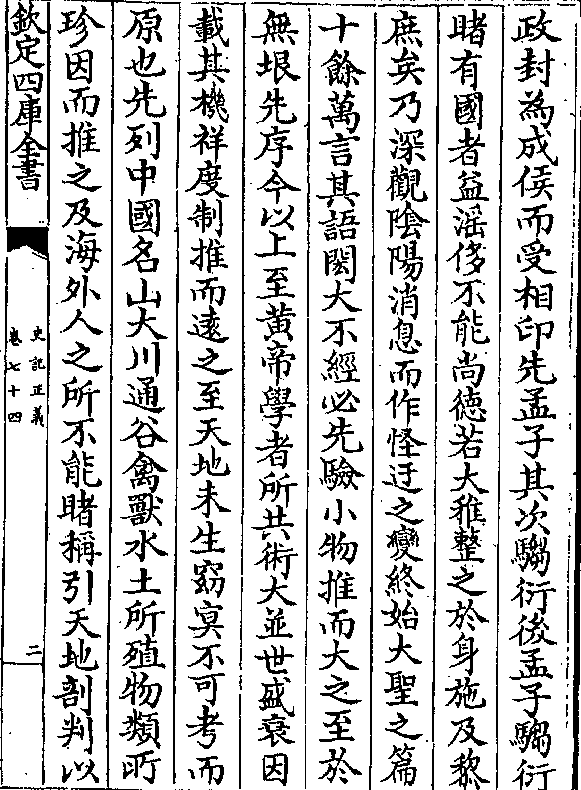 政封為成侯而受相印先孟子其次騶衍後孟子騶衍
睹有國者益滛侈不能尚德若大雅整之於身施及黎
庶矣乃深觀陰陽消息而作怪迂之變終始大聖之篇
十餘萬言其語閎大不經必先驗小物推而大之至於
無垠先序今以上至黃帝學者所共術大並世盛衰因
載其機祥度制推而逺之至天地未生窈冥不可考而
原也先列中國名山大川通谷禽獸水土所殖物類所
珍因而推之及海外人之所不能睹稱引天地剖判以
欽定四庫全書
史記正義
卷七十四
二